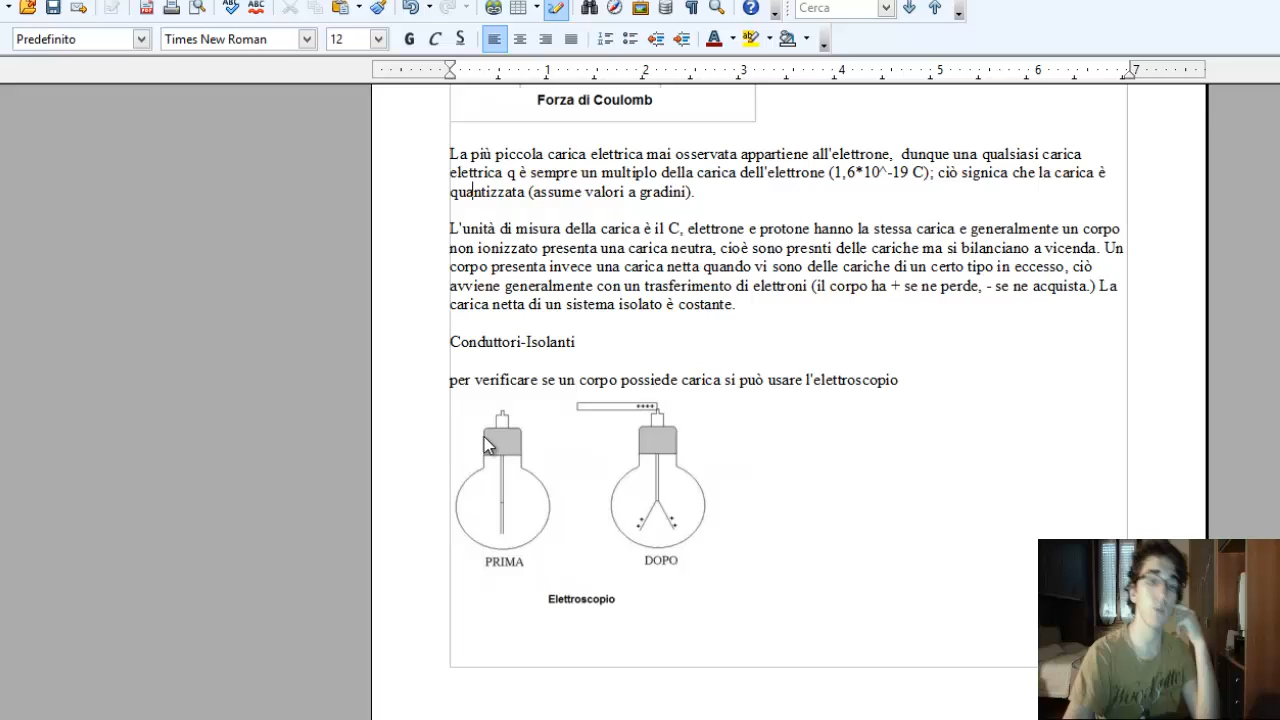 Cerca
Predefinito Times New Roman 12 G C S
1 2 3 4 5 6 7
Forza di Coulomb
La più piccola carica elettrica mai osservata appartiene all'elettrone, dunque una qualsiasi carica
elettrica q è sempre un multiplo della carica dell'elettrone (1,6*10^-19 C); ciò signica che la carica è
quantizzata (assume valori a gradini).
L'unità di misura della carica è il C, elettrone e protone hanno la stessa carica e generalmente un corpo
non ionizzato presenta una carica neutra, cioè sono presnti delle cariche ma si bilanciano a vicenda. Un
corpo presenta invece una carica netta quando vi sono delle cariche di un certo tipo in eccesso, ciò
avviene generalmente con un trasferimento di elettroni (il corpo ha + se ne perde, - se ne acquista.) La
carica netta di un sistema isolato è costante.
Conduttori-Isolanti
per verificare se un corpo possiede carica si può usare l'elettroscopio
PRIMA DOPO
Elettroscopio